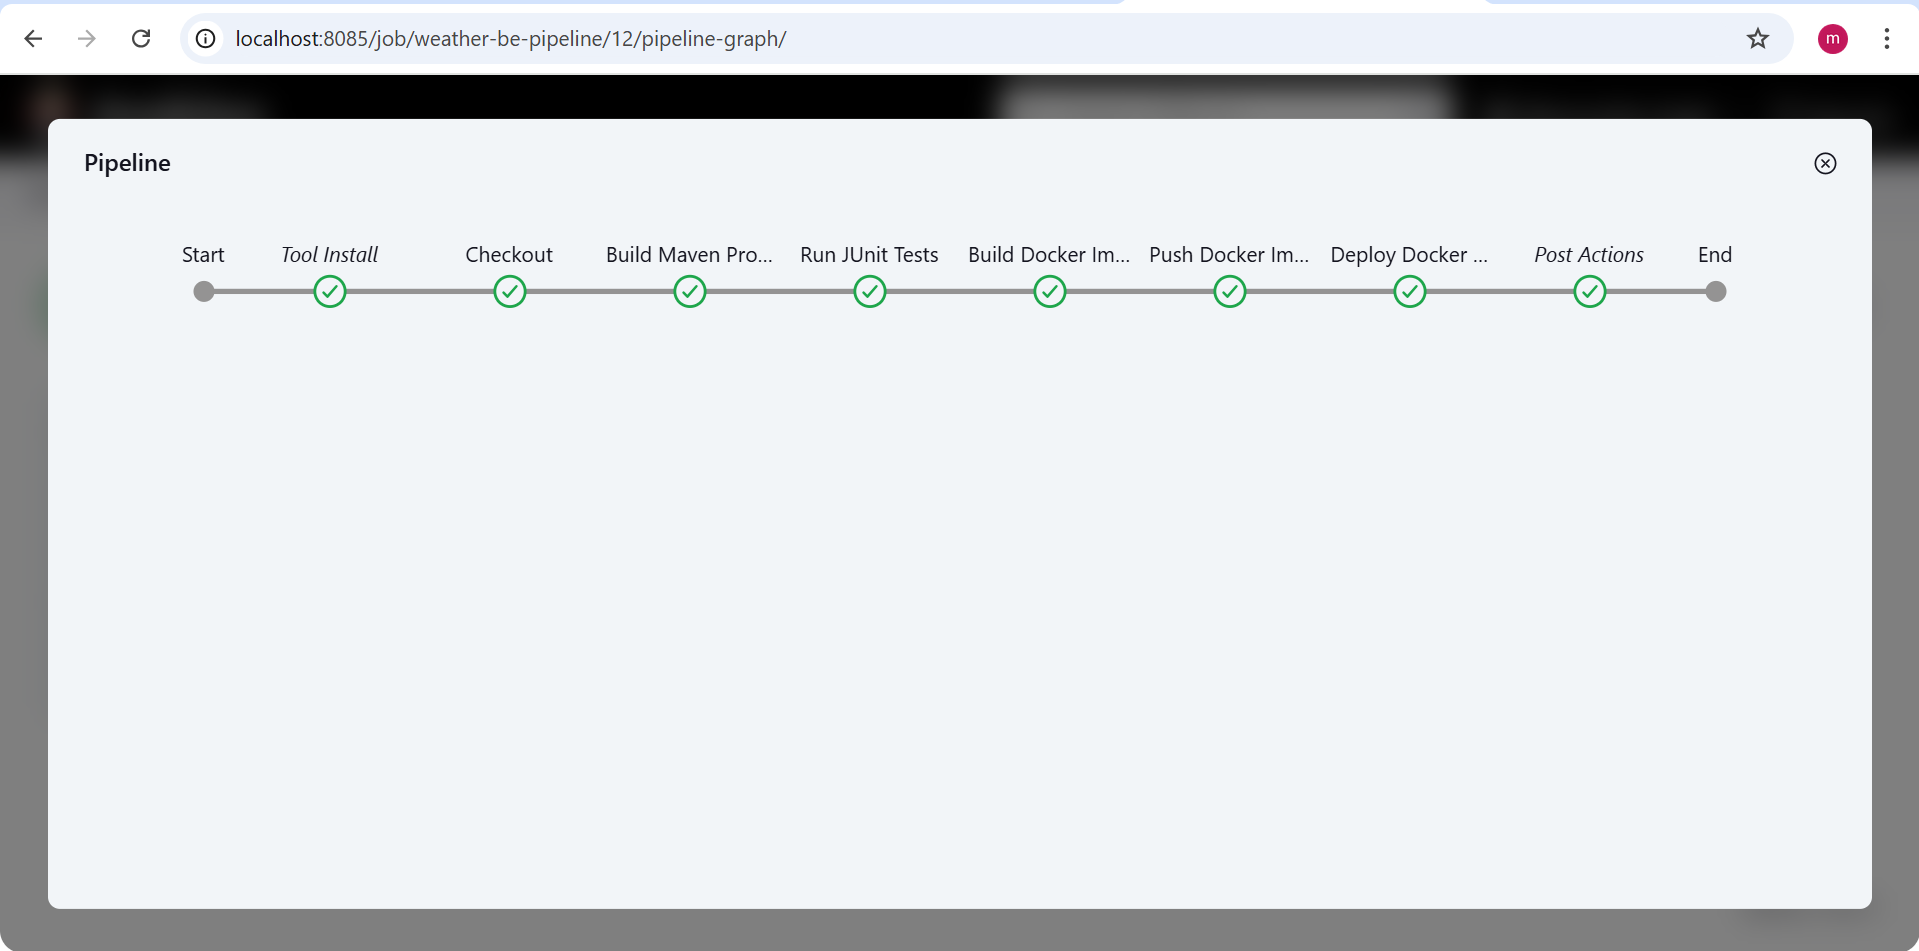 localhost:8085/job/weather-be-pipeline/12/pipeline-graph/
m
Pipeline
Start Tool Install Checkout Build Maven Pro... Run JUnit Tests Build Docker Im... Push Docker Im... Deploy Docker ... Post Actions End